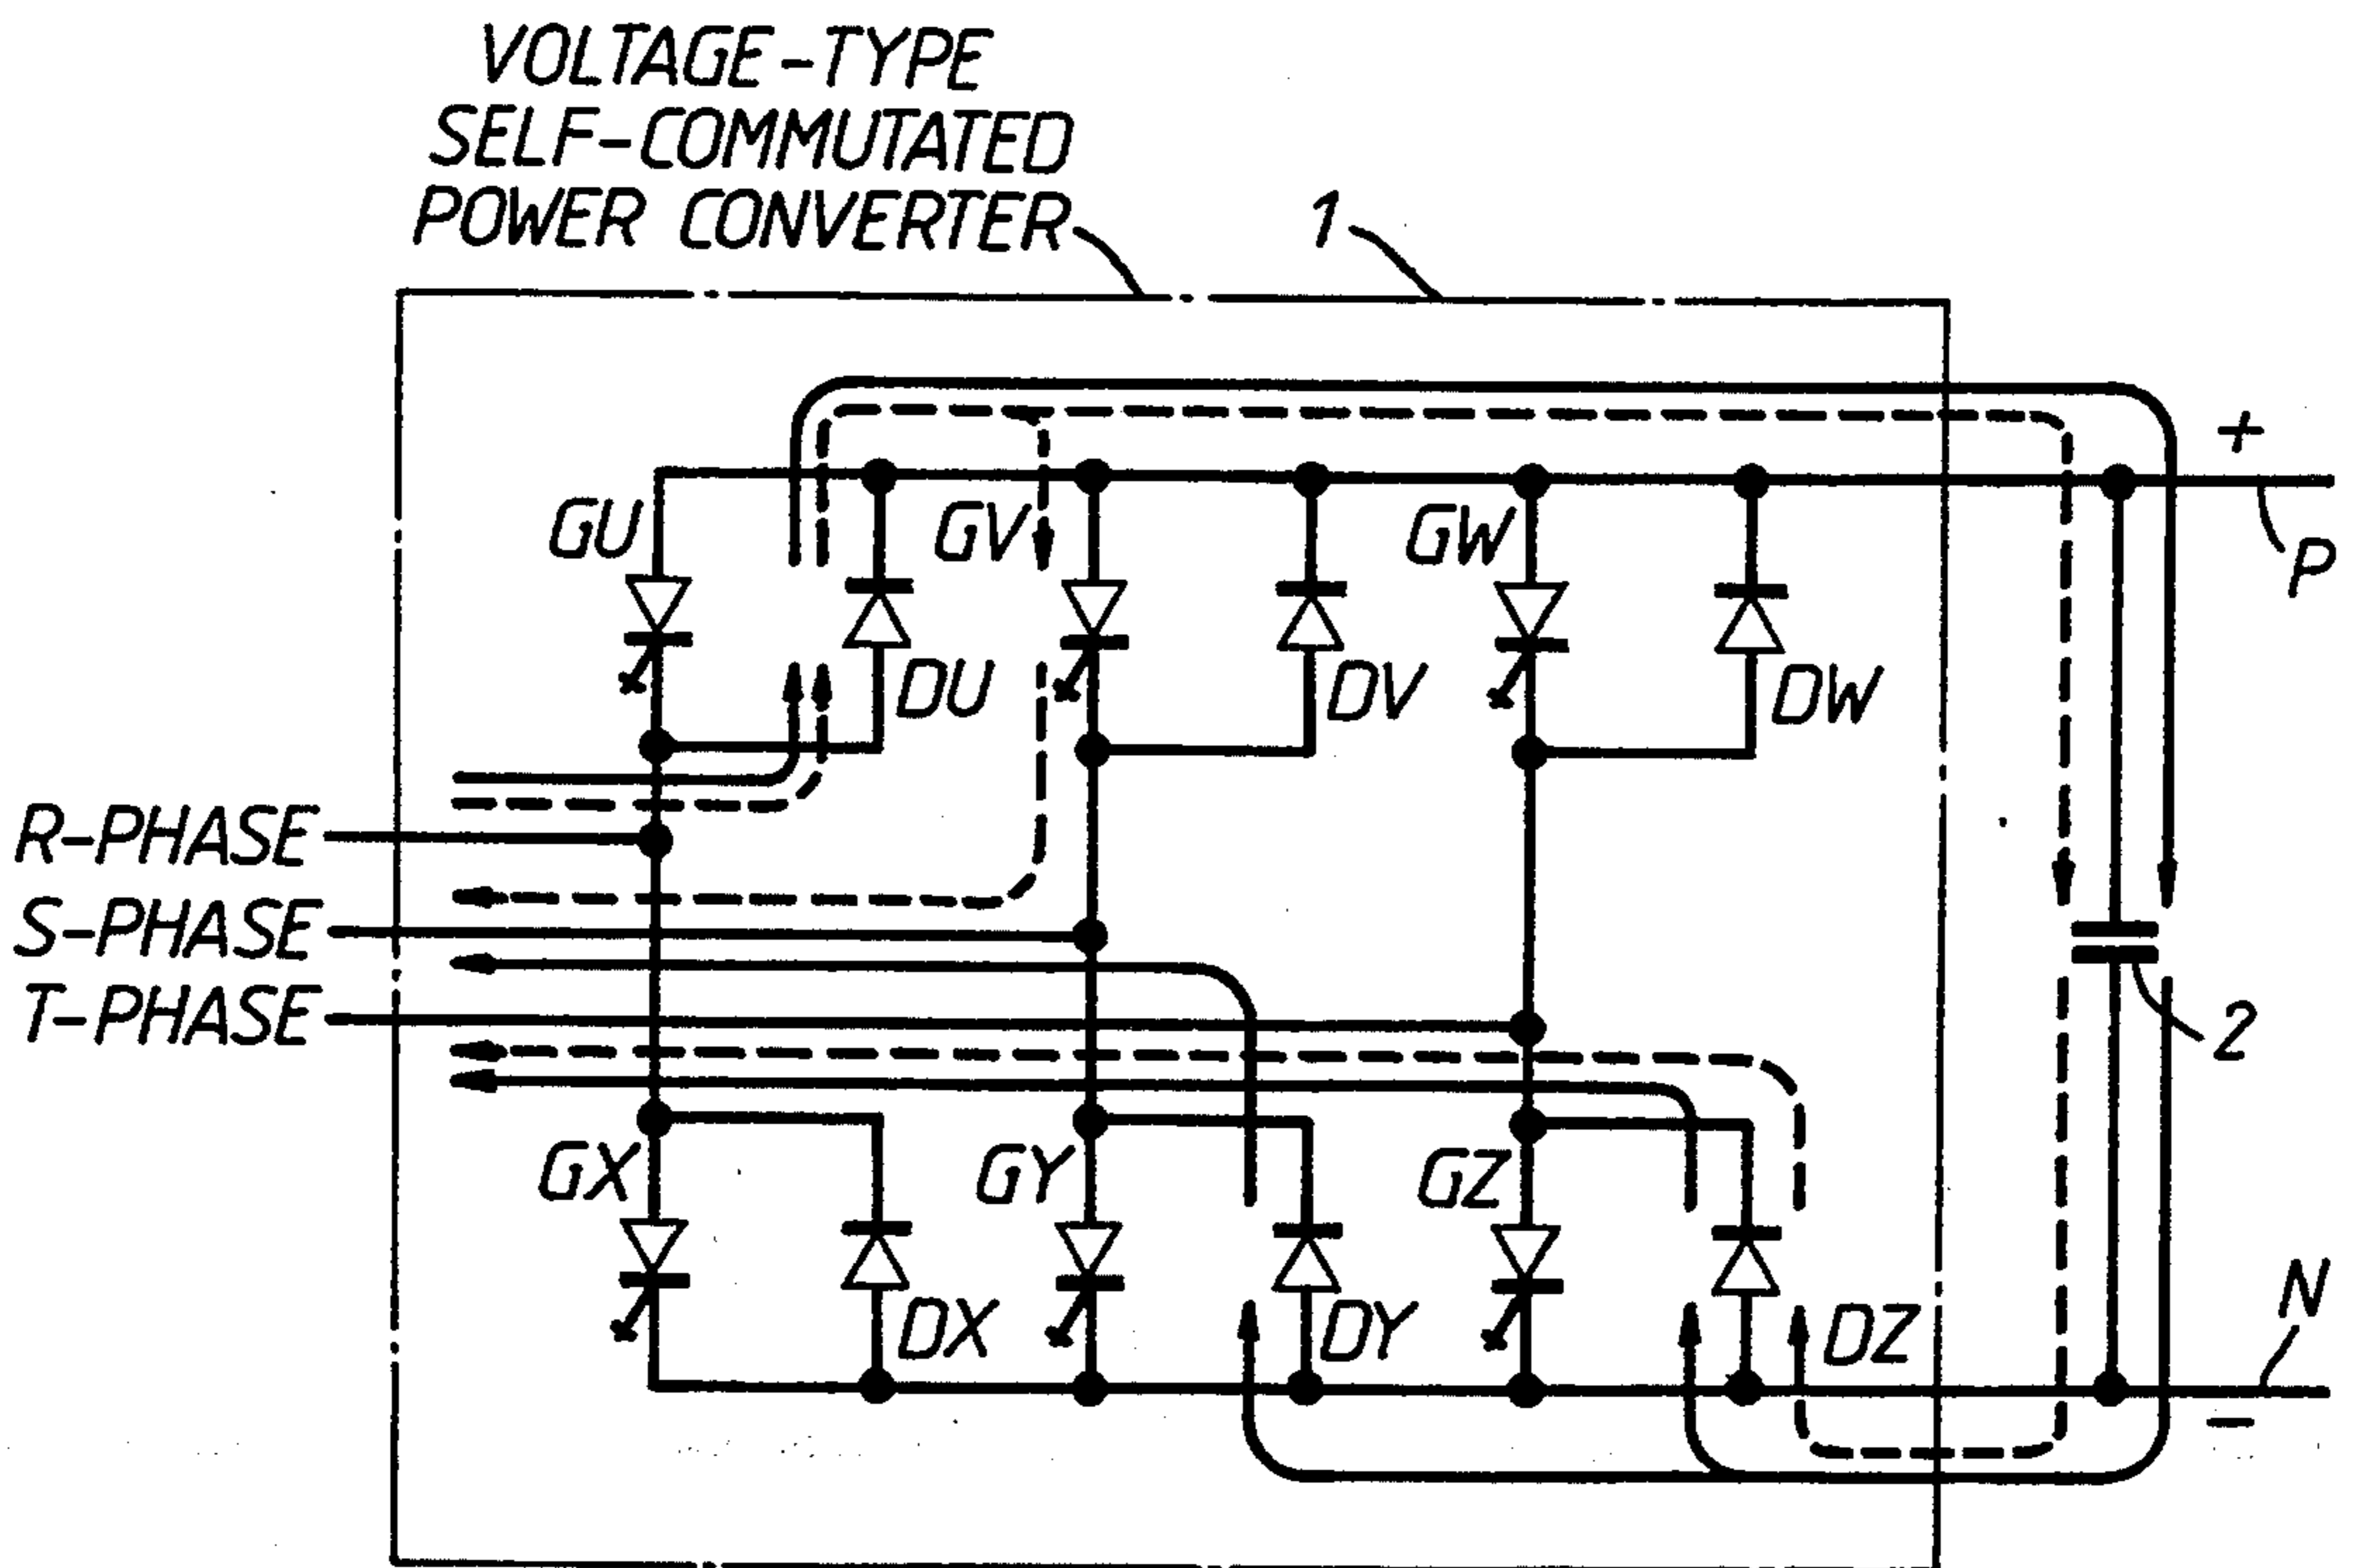 VOLTAGE-TYPE
SELF-COMMUTATED
POWER CONVERTER
1
+
P
GU
GV
GW
DU
DV
DW
R-PHASE
S-PHASE
T-PHASE
2
GX
GY
GZ
DX
DY
DZ
N
-